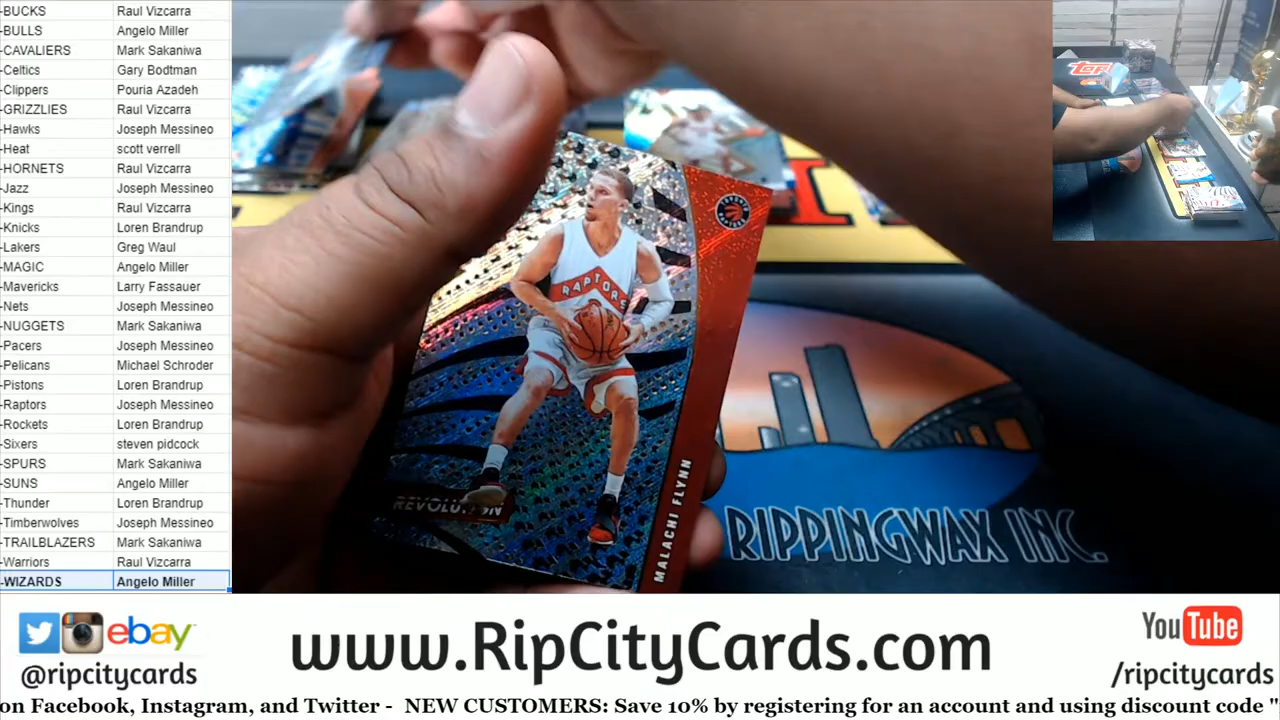 -BUCKS Raul Vizcarra
-BULLS Angelo Miller
-CAVALIERS Mark Sakaniwa
-Celtics Gary Bodtman
-Clippers Pouria Azadeh
-GRIZZLIES Raul Vizcarra
-Hawks Joseph Messineo
-Heat scott verrell
-HORNETS Raul Vizcarra
-Jazz Joseph Messineo
-Kings Raul Vizcarra
-Knicks Loren Brandrup
-Lakers Greg Waul
-MAGIC Angelo Miller
-Mavericks Larry Fassauer
-Nets Joseph Messineo
-NUGGETS Mark Sakaniwa
-Pacers Joseph Messineo
-Pelicans Michael Schroder
-Pistons Loren Brandrup
-Raptors Joseph Messineo
-Rockets Loren Brandrup
-Sixers steven pidcock
-SPURS Mark Sakaniwa
-SUNS Angelo Miller
-Thunder Loren Brandrup
-Timberwolves Joseph Messineo
-TRAILBLAZERS Mark Sakaniwa
-Warriors Raul Vizcarra
-WIZARDS Angelo Miller
RAPTORS
REVOLUTION
MALACHI FLYNN
RIPPINGWAX INC.
ebay
@ripcitycards
www.RipCityCards.com
YouTube
/ripcitycards
on Facebook, Instagram, and Twitter - NEW CUSTOMERS: Save 10% by registering for an account and using discount code "